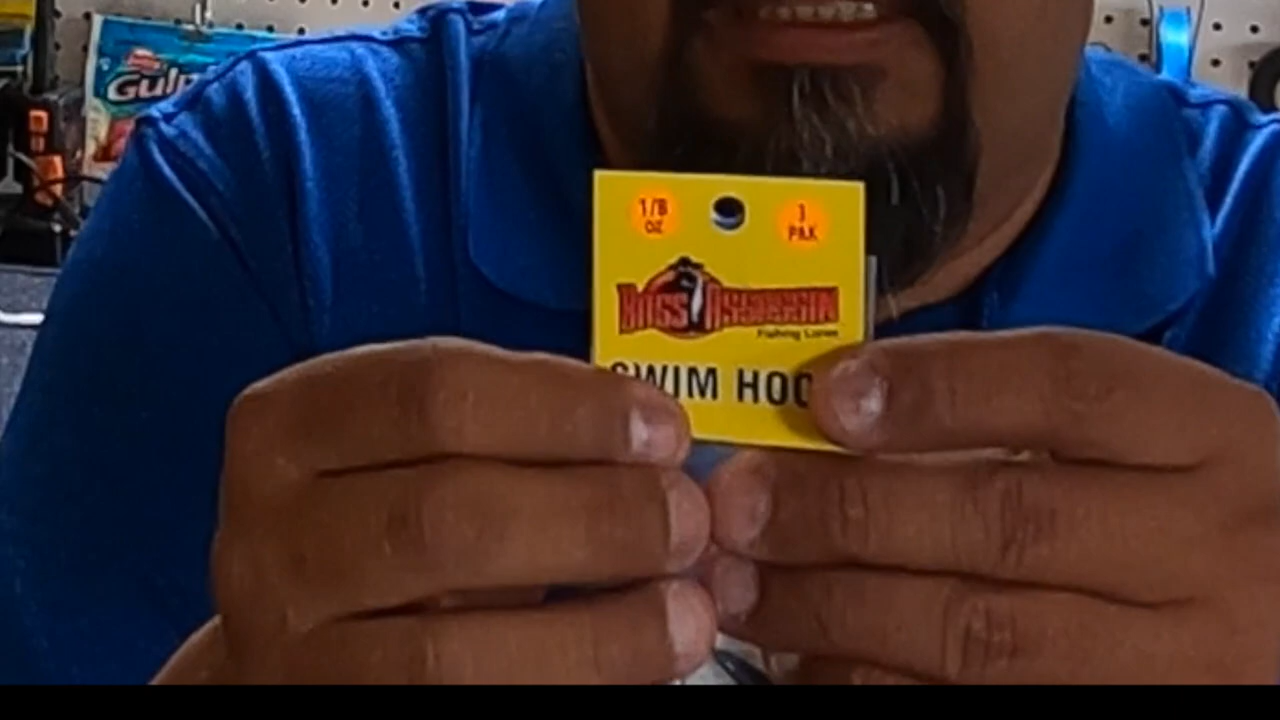 Gulp
1/8
OZ
3
PAK
BASS ASSASSIN
Fishing Lures
SWIM HOO